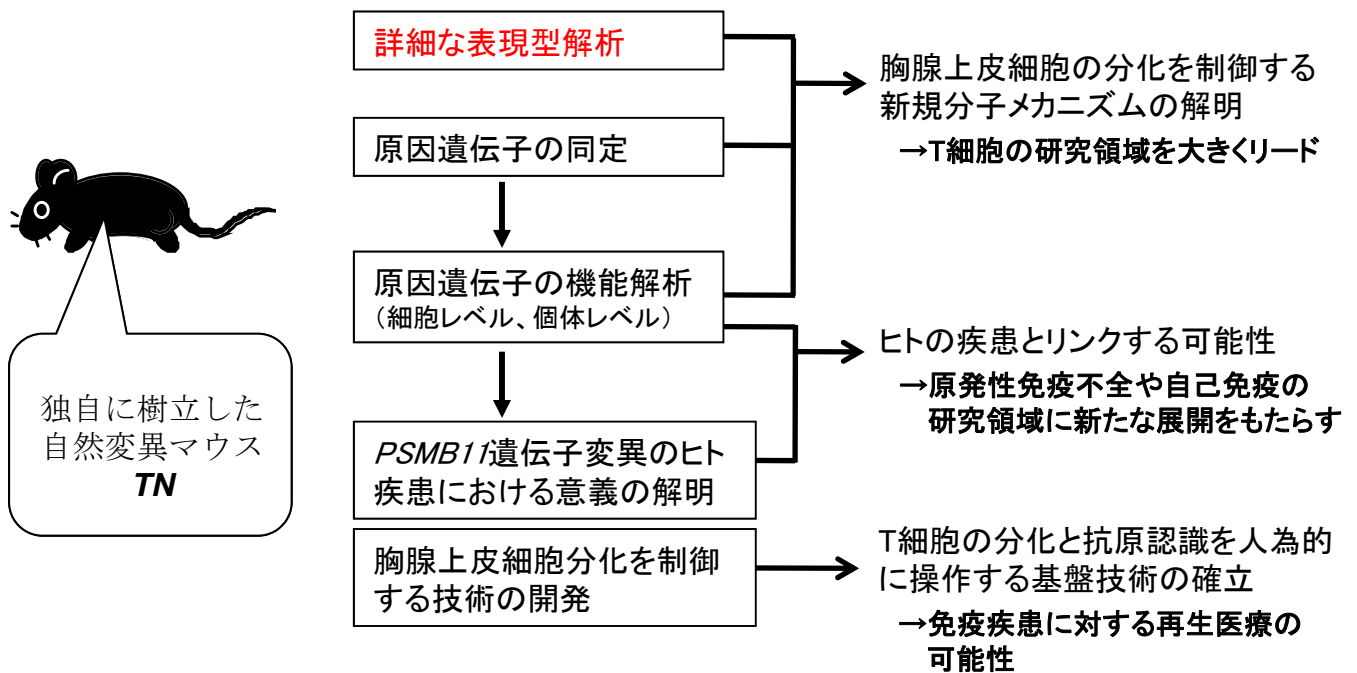 詳細な表現型解析
原因遺伝子の同定
原因遺伝子の機能解析
（細胞レベル、個体レベル）
PSMB11遺伝子変異のヒト
疾患における意義の解明
胸腺上皮細胞分化を制御
する技術の開発
独自に樹立した
自然変異マウス
TN
胸腺上皮細胞の分化を制御する
新規分子メカニズムの解明
→T細胞の研究領域を大きくリード
ヒトの疾患とリンクする可能性
→原発性免疫不全や自己免疫の
研究領域に新たな展開をもたらす
T細胞の分化と抗原認識を人為的
に操作する基盤技術の確立
→免疫疾患に対する再生医療の
可能性